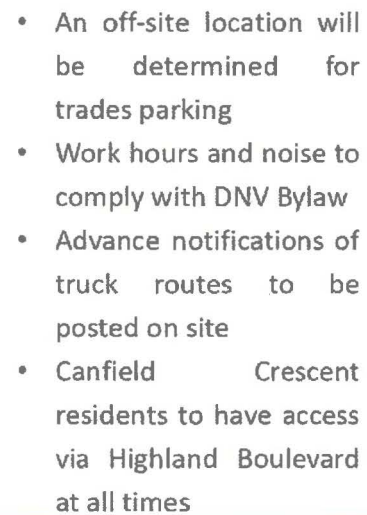 • An off-site location will
be determined for
trades parking
• Work hours and noise to
comply with DNV Bylaw
• Advance notifications of
truck routes to be
posted on site
• Canfield Crescent
residents to have access
via Highland Boulevard
at all times